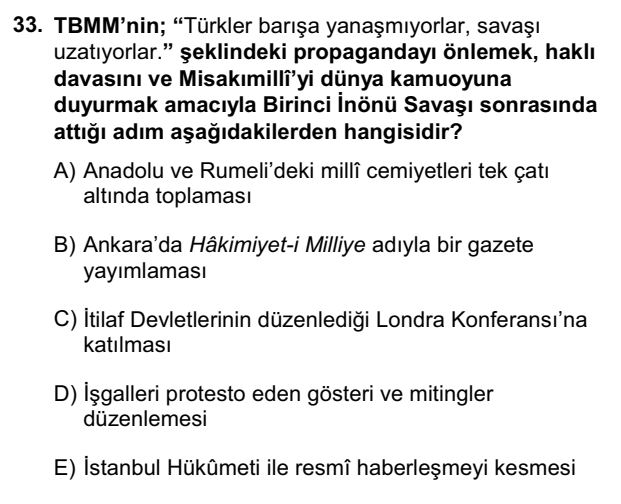 33. TBMM’nin; “Türkler barışa yanaşmıyorlar, savaşı
uzatıyorlar.” şeklindeki propagandayı önlemek, haklı
davasını ve Misakımillî’yi dünya kamuoyuna
duyurmak amacıyla Birinci İnönü Savaşı sonrasında
attığı adım aşağıdakilerden hangisidir?
A) Anadolu ve Rumeli’deki millî cemiyetleri tek çatı
altında toplaması
B) Ankara’da Hâkimiyet-i Milliye adıyla bir gazete
yayımlaması
C) İtilaf Devletlerinin düzenlediği Londra Konferansı’na
katılması
D) İşgalleri protesto eden gösteri ve mitingler
düzenlemesi
E) İstanbul Hükûmeti ile resmî haberleşmeyi kesmesi